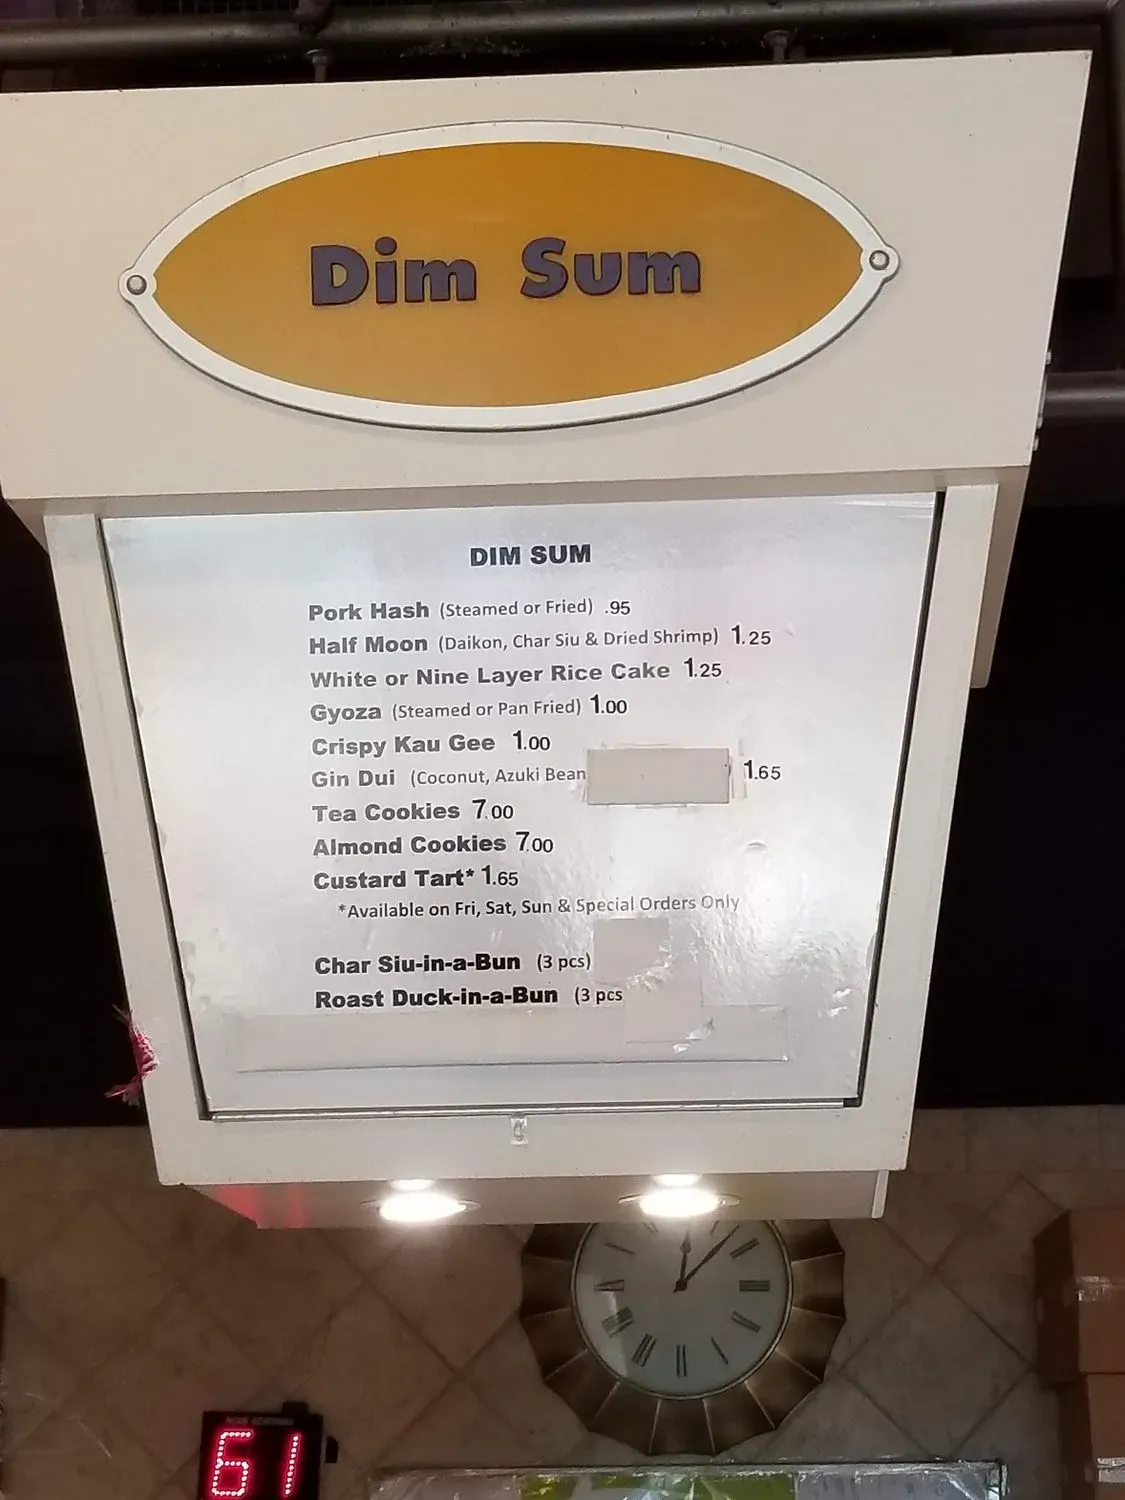 Dim Sum
DIM SUM
Pork Hash (Steamed or Fried) .95
Half Moon (Daikon, Char Siu & Dried Shrimp) 1.25
White or Nine Layer Rice Cake 1.25
Gyoza (Steamed or Pan Fried) 1.00
Crispy Kau Gee 1.00
Gin Dui (Coconut, Azuki Bean ) 1.65
Tea Cookies 7.00
Almond Cookies 7.00
Custard Tart* 1.65
*Available on Fri, Sat, Sun & Special Orders Only
Char Siu-in-a-Bun (3 pcs)
Roast Duck-in-a-Bun (3 pcs
NOW SERVING
61